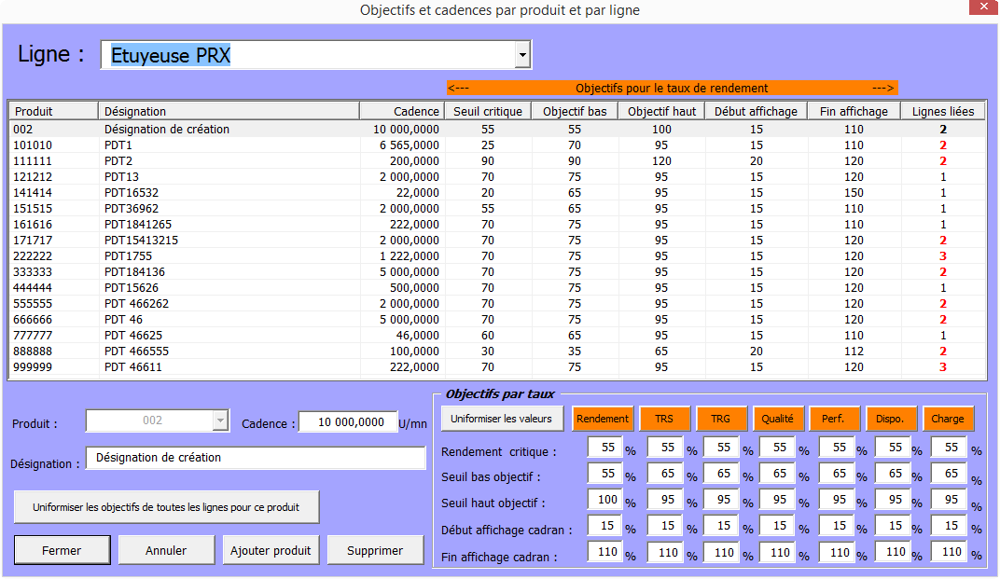 Objectifs et cadences par produit et par ligne
Ligne : Etuyeuse PRX
<--- Objectifs pour le taux de rendement --->
Produit Désignation Cadence Seuil critique Objectif bas Objectif haut Début affichage Fin affichage Lignes liées
002 Désignation de création 10 000,0000 55 55 100 15 110 2
101010 PDT1 6 565,0000 25 70 95 15 110 2
111111 PDT2 200,0000 90 90 120 20 120 2
121212 PDT13 2 000,0000 70 75 95 15 120 1
141414 PDT16532 22,0000 20 65 95 15 150 1
151515 PDT36962 2 000,0000 55 65 95 15 110 1
161616 PDT1841265 222,0000 70 75 95 15 110 1
171717 PDT15413215 2 000,0000 70 75 95 15 120 2
222222 PDT1755 1 222,0000 70 75 95 15 120 3
333333 PDT184136 5 000,0000 70 75 95 15 120 2
444444 PDT15626 500,0000 70 75 95 15 120 1
555555 PDT 466262 2 000,0000 70 75 95 15 120 2
666666 PDT 46 5 000,0000 70 75 95 15 120 2
777777 PDT 46625 46,0000 60 65 95 15 110 1
888888 PDT 466555 100,0000 30 35 65 20 112 2
999999 PDT 46611 222,0000 70 75 95 15 120 3
Produit : 002 Cadence : 10 000,0000 U/mn
Désignation : Désignation de création
Uniformiser les objectifs de toutes les lignes pour ce produit
Fermer Annuler Ajouter produit Supprimer
Objectifs par taux
Uniformiser les valeurs Rendement TRS TRG Qualité Perf. Dispo. Charge
Rendement critique : 55 % 55 % 55 % 55 % 55 % 55 % 55 %
Seuil bas objectif : 55 % 65 % 65 % 65 % 65 % 65 % 65 %
Seuil haut objectif : 100 % 95 % 95 % 95 % 95 % 95 % 95 %
Début affichage cadran : 15 % 15 % 15 % 15 % 15 % 15 % 15 %
Fin affichage cadran : 110 % 110 % 110 % 110 % 110 % 110 % 110 %